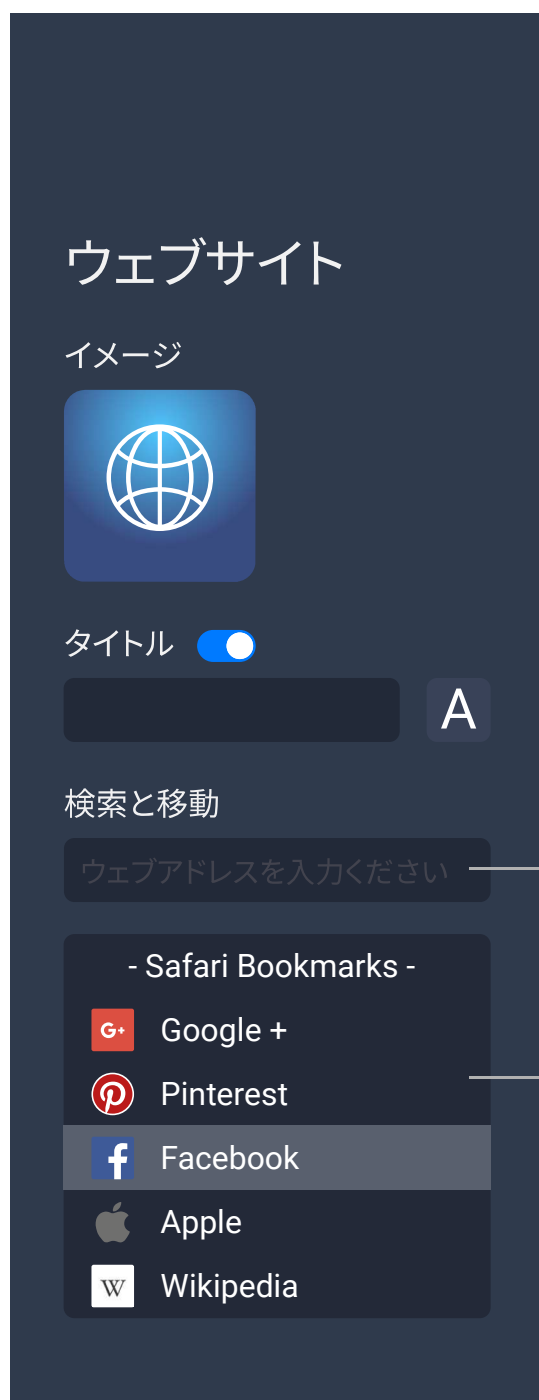 ウェブサイト
イメージ
タイトル
A
検索と移動
ウェブアドレスを入力ください
- Safari Bookmarks -
G+ Google +
Pinterest
f Facebook
Apple
W Wikipedia